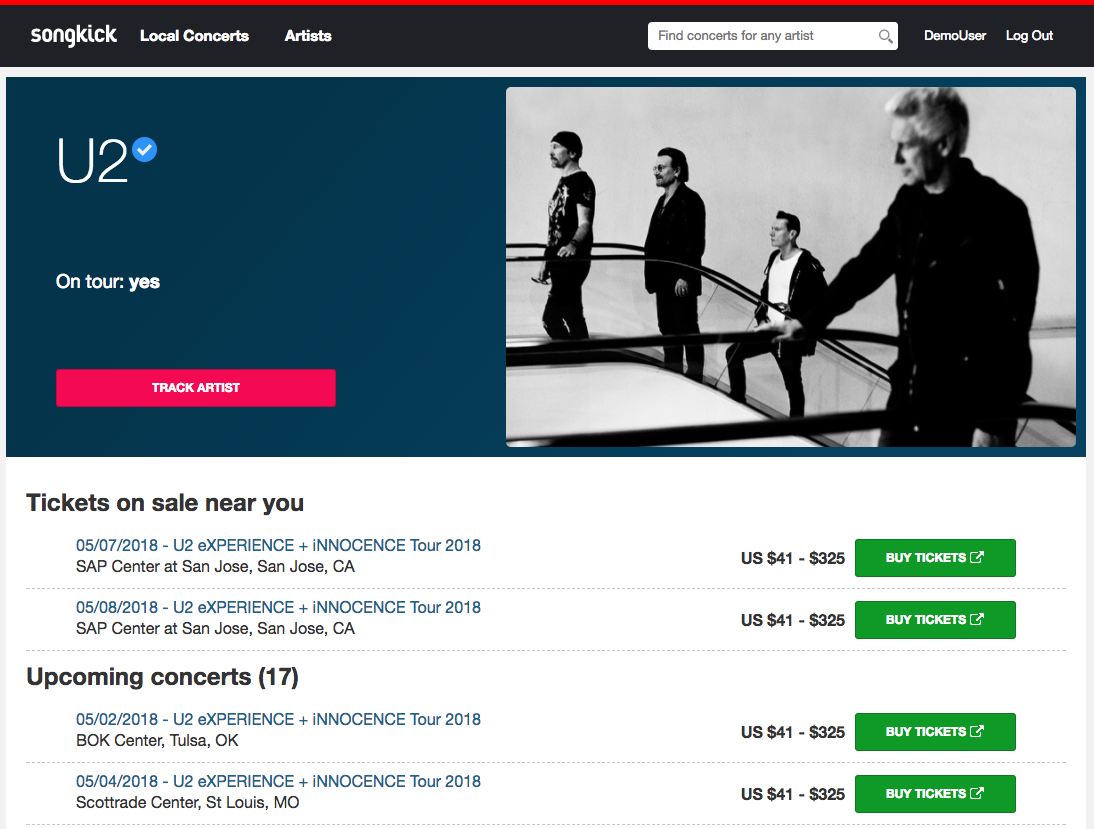 songkick Local Concerts Artists Find concerts for any artist DemoUser Log Out
U2
On tour: yes
TRACK ARTIST
Tickets on sale near you
05/07/2018 - U2 eXPERIENCE + iNNOCENCE Tour 2018
SAP Center at San Jose, San Jose, CA
US $41 - $325 BUY TICKETS
05/08/2018 - U2 eXPERIENCE + iNNOCENCE Tour 2018
SAP Center at San Jose, San Jose, CA
US $41 - $325 BUY TICKETS
Upcoming concerts (17)
05/02/2018 - U2 eXPERIENCE + iNNOCENCE Tour 2018
BOK Center, Tulsa, OK
US $41 - $325 BUY TICKETS
05/04/2018 - U2 eXPERIENCE + iNNOCENCE Tour 2018
Scottrade Center, St Louis, MO
US $41 - $325 BUY TICKETS